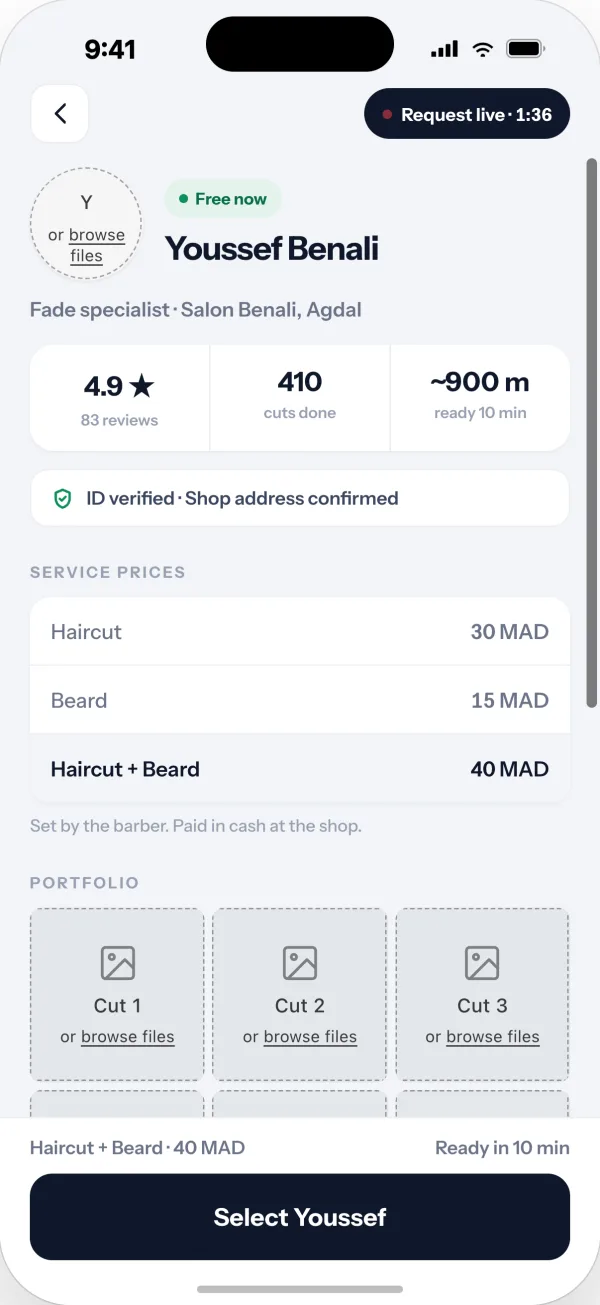 9:41
Request live · 1:36
Y
or browse
files
Free now
Youssef Benali
Fade specialist · Salon Benali, Agdal
4.9 ★
83 reviews
410
cuts done
~900 m
ready 10 min
ID verified · Shop address confirmed
SERVICE PRICES
Haircut 30 MAD
Beard 15 MAD
Haircut + Beard 40 MAD
Set by the barber. Paid in cash at the shop.
PORTFOLIO
Cut 1
or browse files
Cut 2
or browse files
Cut 3
or browse files
Haircut + Beard · 40 MAD
Ready in 10 min
Select Youssef